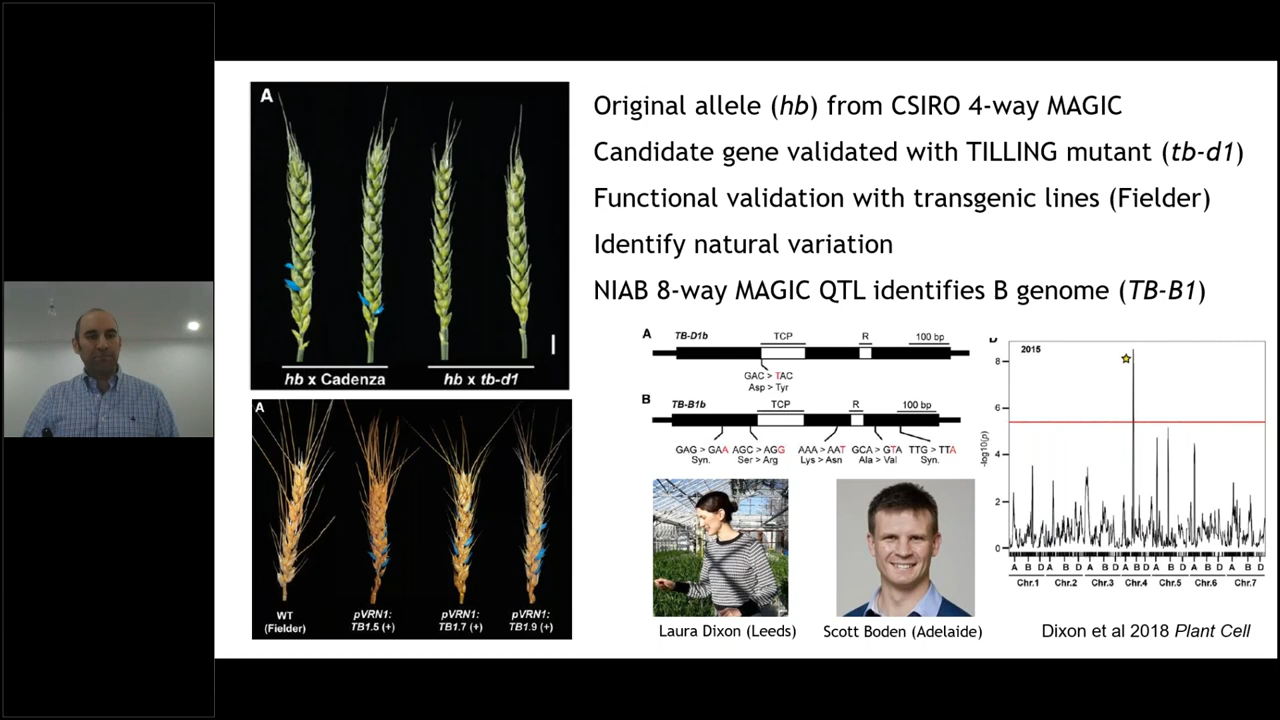 A
hb x Cadenza
hb x tb-d1
A
WT
(Fielder)
pVRN1:
TB1.5 (+)
pVRN1:
TB1.7 (+)
pVRN1:
TB1.9 (+)
Original allele (hb) from CSIRO 4-way MAGIC
Candidate gene validated with TILLING mutant (tb-d1)
Functional validation with transgenic lines (Fielder)
Identify natural variation
NIAB 8-way MAGIC QTL identifies B genome (TB-B1)
A
TB-D1b
TCP
R
100 bp
GAC > TAC
Asp > Tyr
B
TB-B1b
TCP
R
100 bp
GAG > GAA AGC > AGG AAA > AAT GCA > GTA TTG > TTA
Syn. Ser > Arg Lys > Asn Ala > Val Syn.
2015
8
6
4
2
0
-log10(p)
A B D A B D A B D A B D A B D A B D A B D
Chr.1 Chr.2 Chr.3 Chr.4 Chr.5 Chr.6 Chr.7
Laura Dixon (Leeds)
Scott Boden (Adelaide)
Dixon et al 2018 Plant Cell